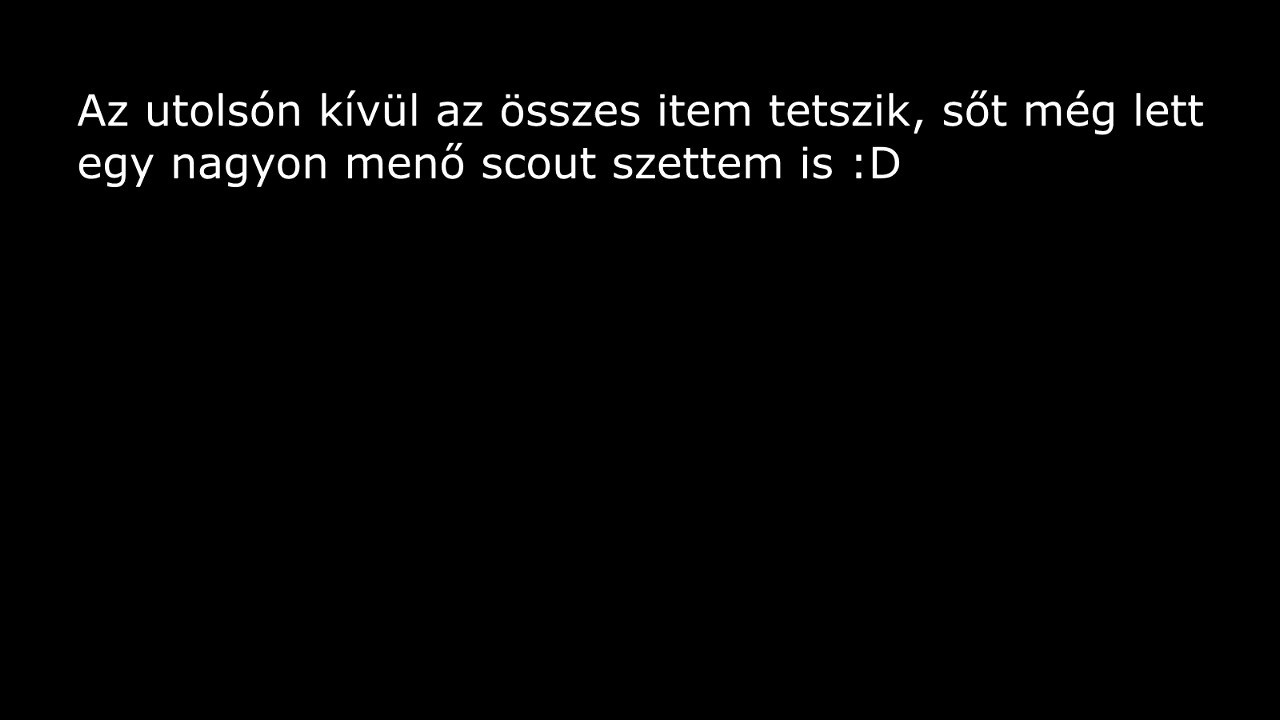 Az utolsón kívül az összes item tetszik, sőt még lett
egy nagyon menő scout szettem is :D